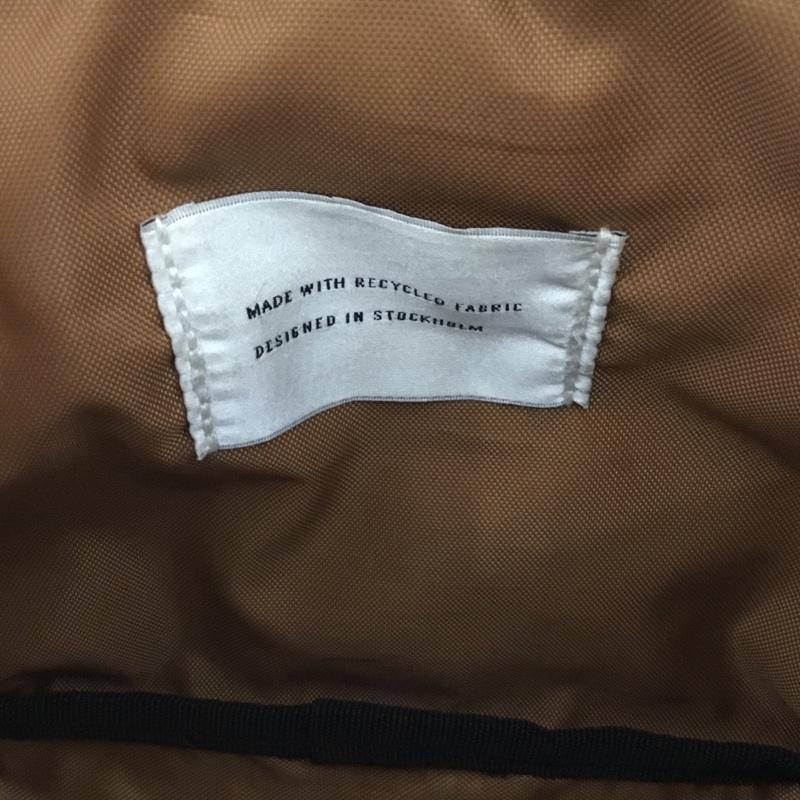 MADE WITH RECYCLED FABRIC
DESIGNED IN STOCKHOLM